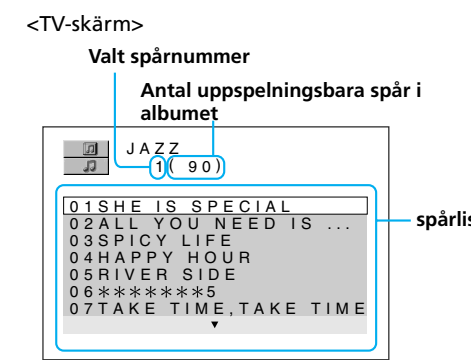 <TV-skärm>
Valt spårnummer
Antal uppspelningsbara spår i
albumet
JAZZ
1 ( 90)
01SHE IS SPECIAL
spårlis
02ALL YOU NEED IS ...
03SPICY LIFE
04HAPPY HOUR
05RIVER SIDE
06*******5
07TAKE TIME,TAKE TIME